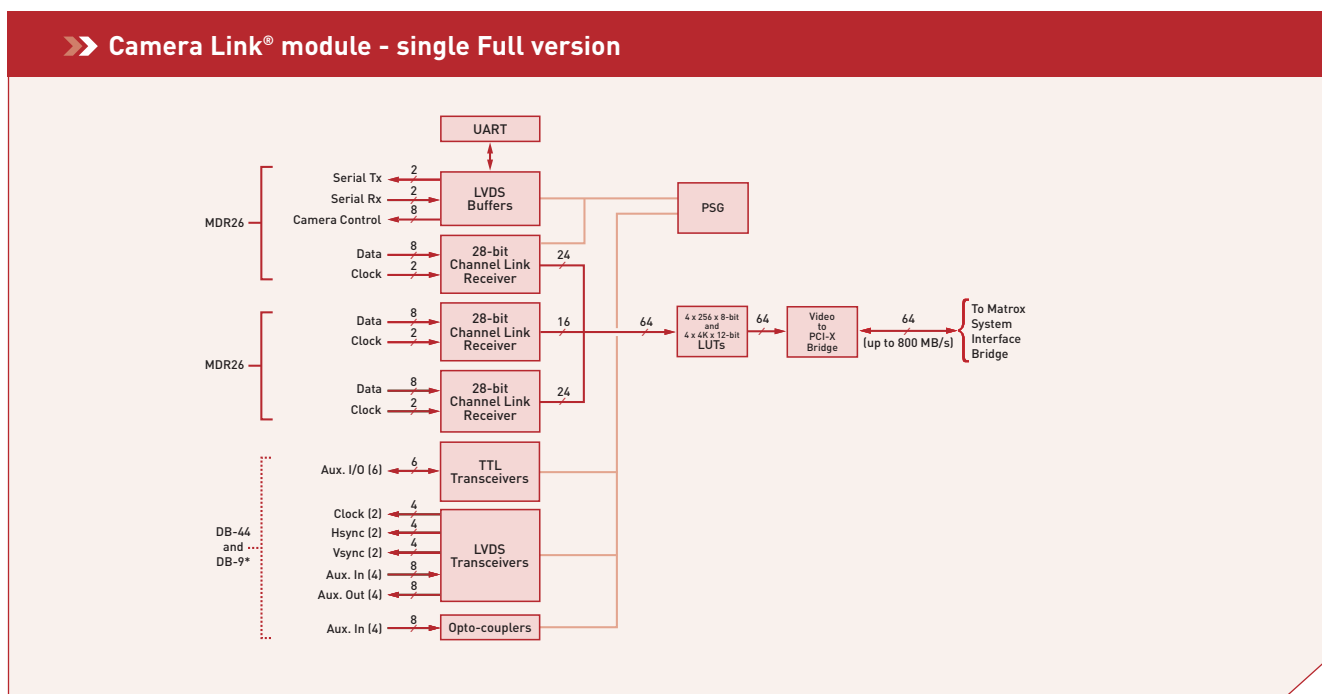 Camera Link® module - single Full version
UART
Serial Tx
2
Serial Rx
2
Camera Control
8
LVDS
Buffers
PSG
MDR26
Data
8
Clock
2
28-bit
Channel Link
Receiver
24
MDR26
Data
8
Clock
2
28-bit
Channel Link
Receiver
16
64
4 x 256 x 8-bit
and
4 x 4K x 12-bit
LUTs
64
Video
to
PCI-X
Bridge
64
(up to 800 MB/s)
To Matrox
System
Interface
Bridge
Data
8
Clock
2
28-bit
Channel Link
Receiver
24
Aux. I/O (6)
6
TTL
Transceivers
DB-44
and
DB-9*
Clock (2)
4
Hsync (2)
4
Vsync (2)
4
Aux. In (4)
8
Aux. Out (4)
8
LVDS
Transceivers
Aux. In (4)
8
Opto-couplers